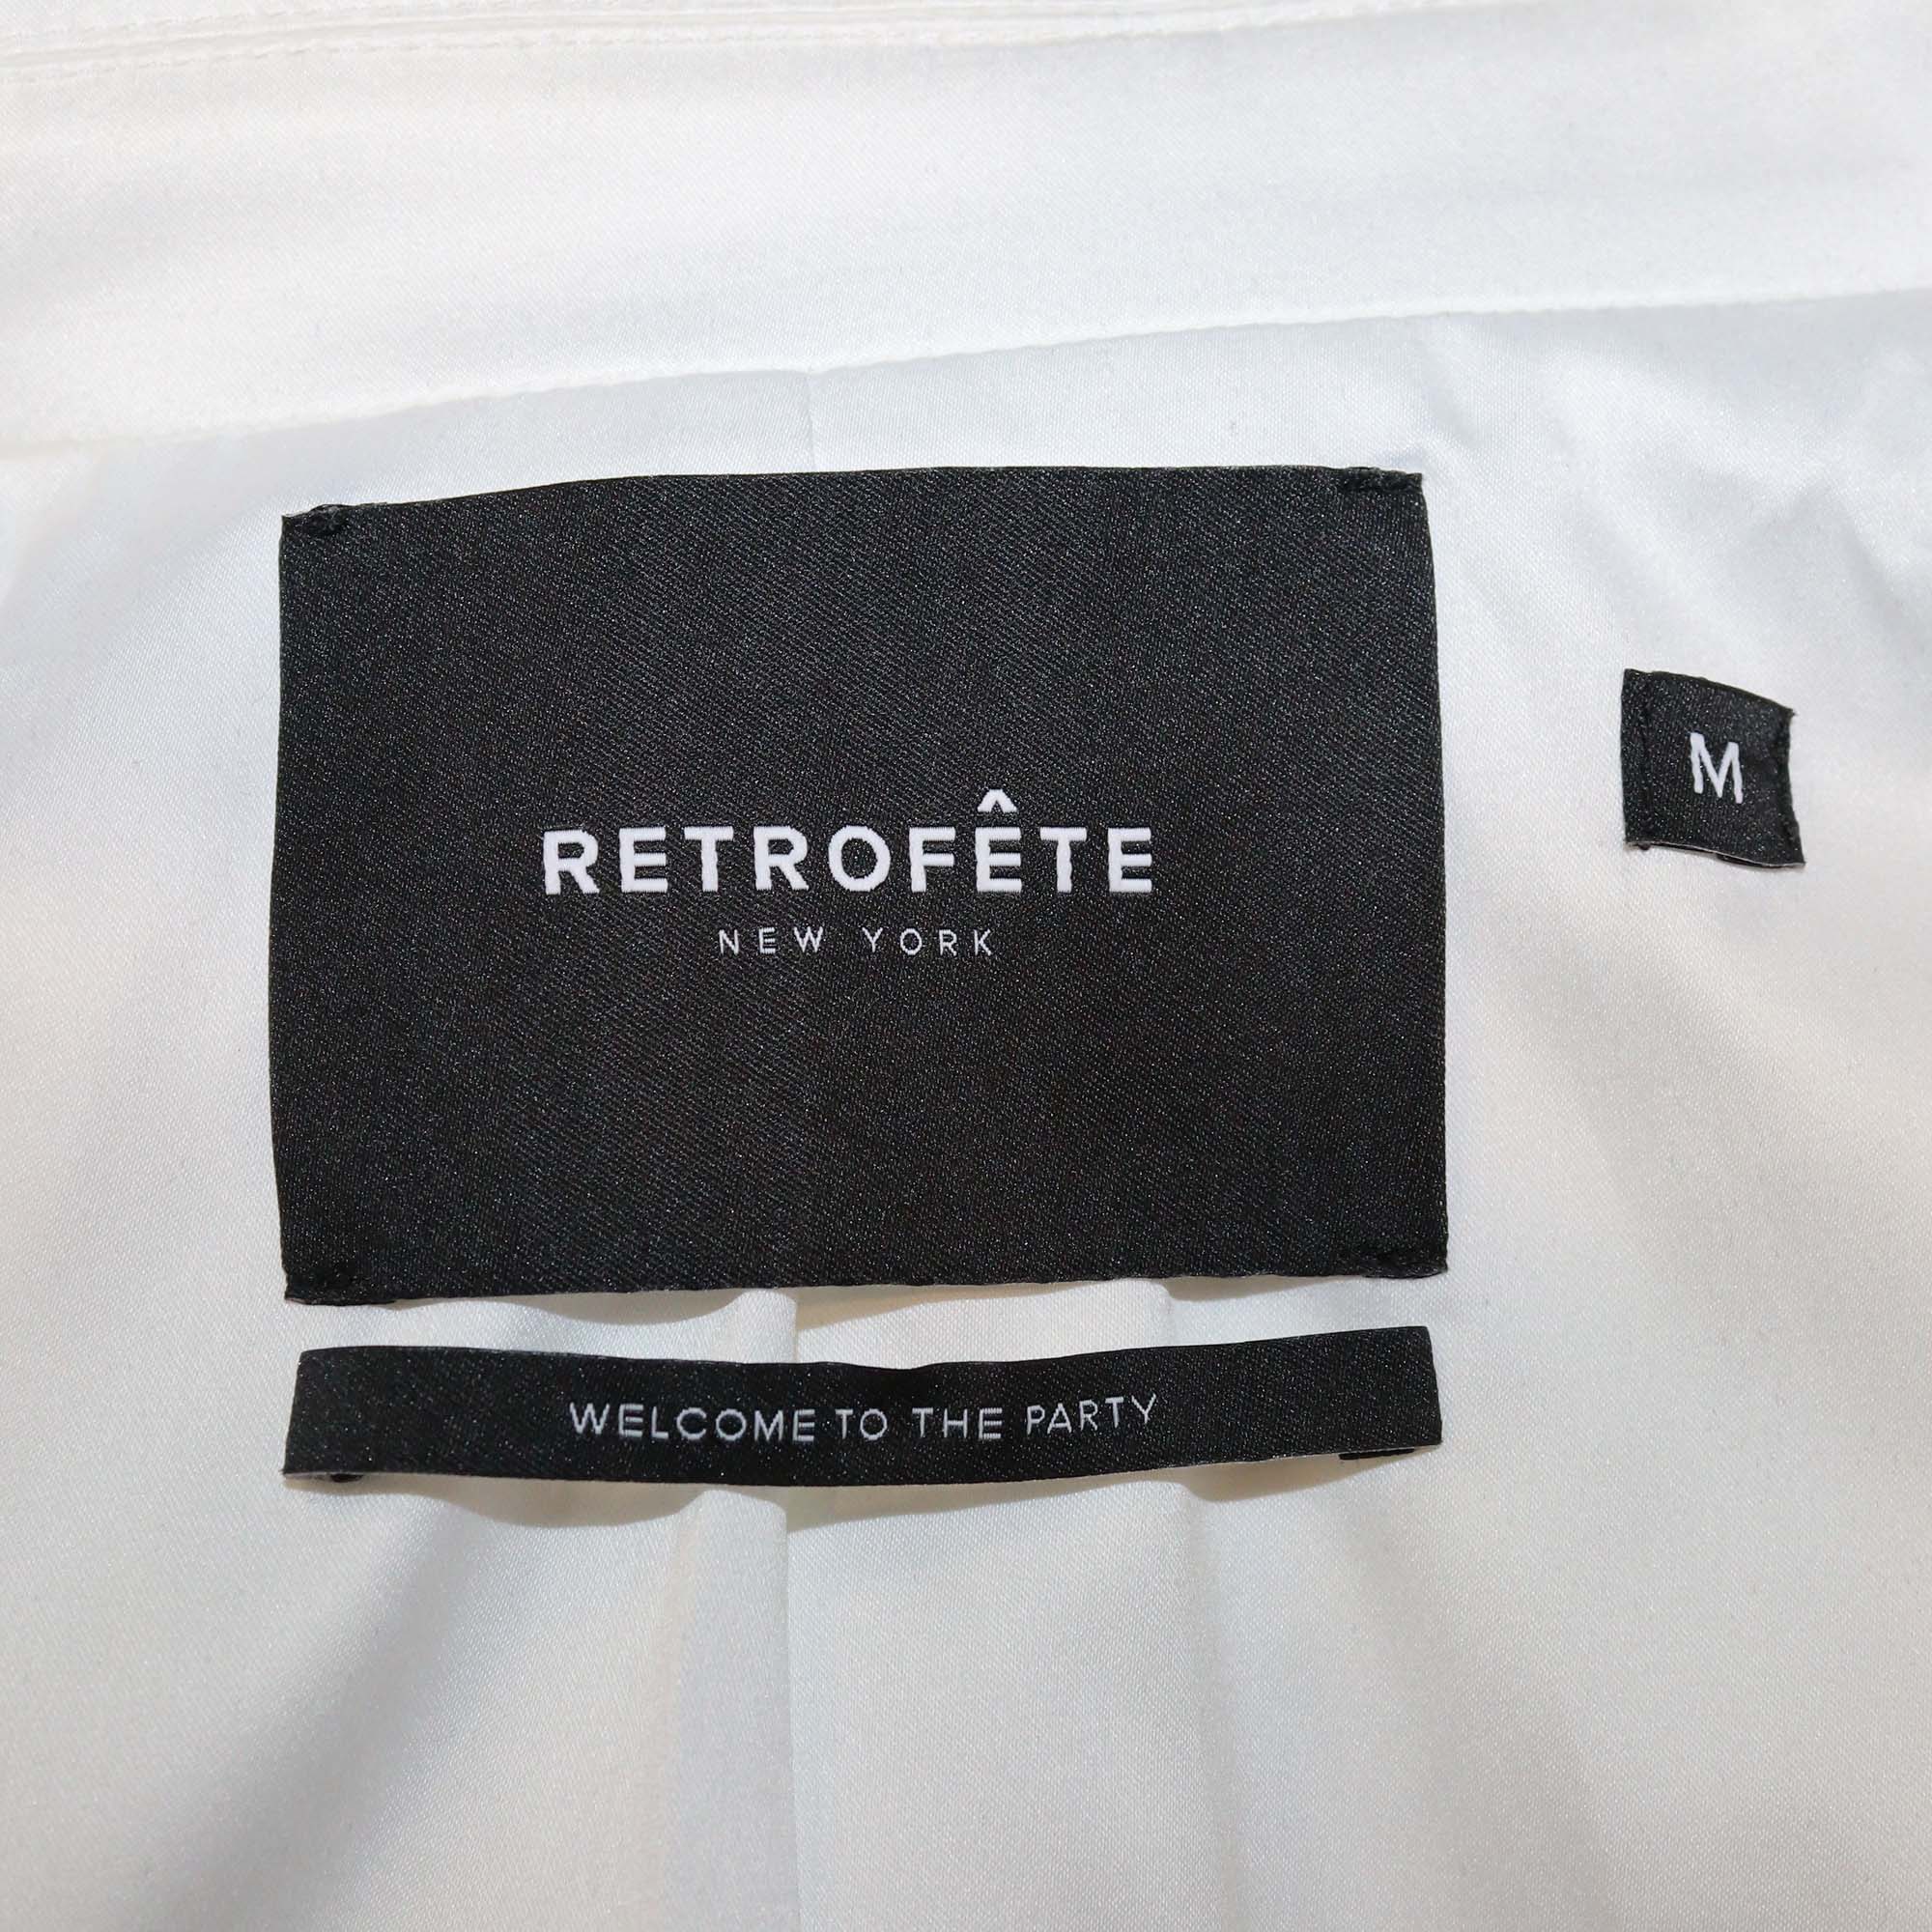 RETROFÊTE
NEW YORK
M
WELCOME TO THE PARTY